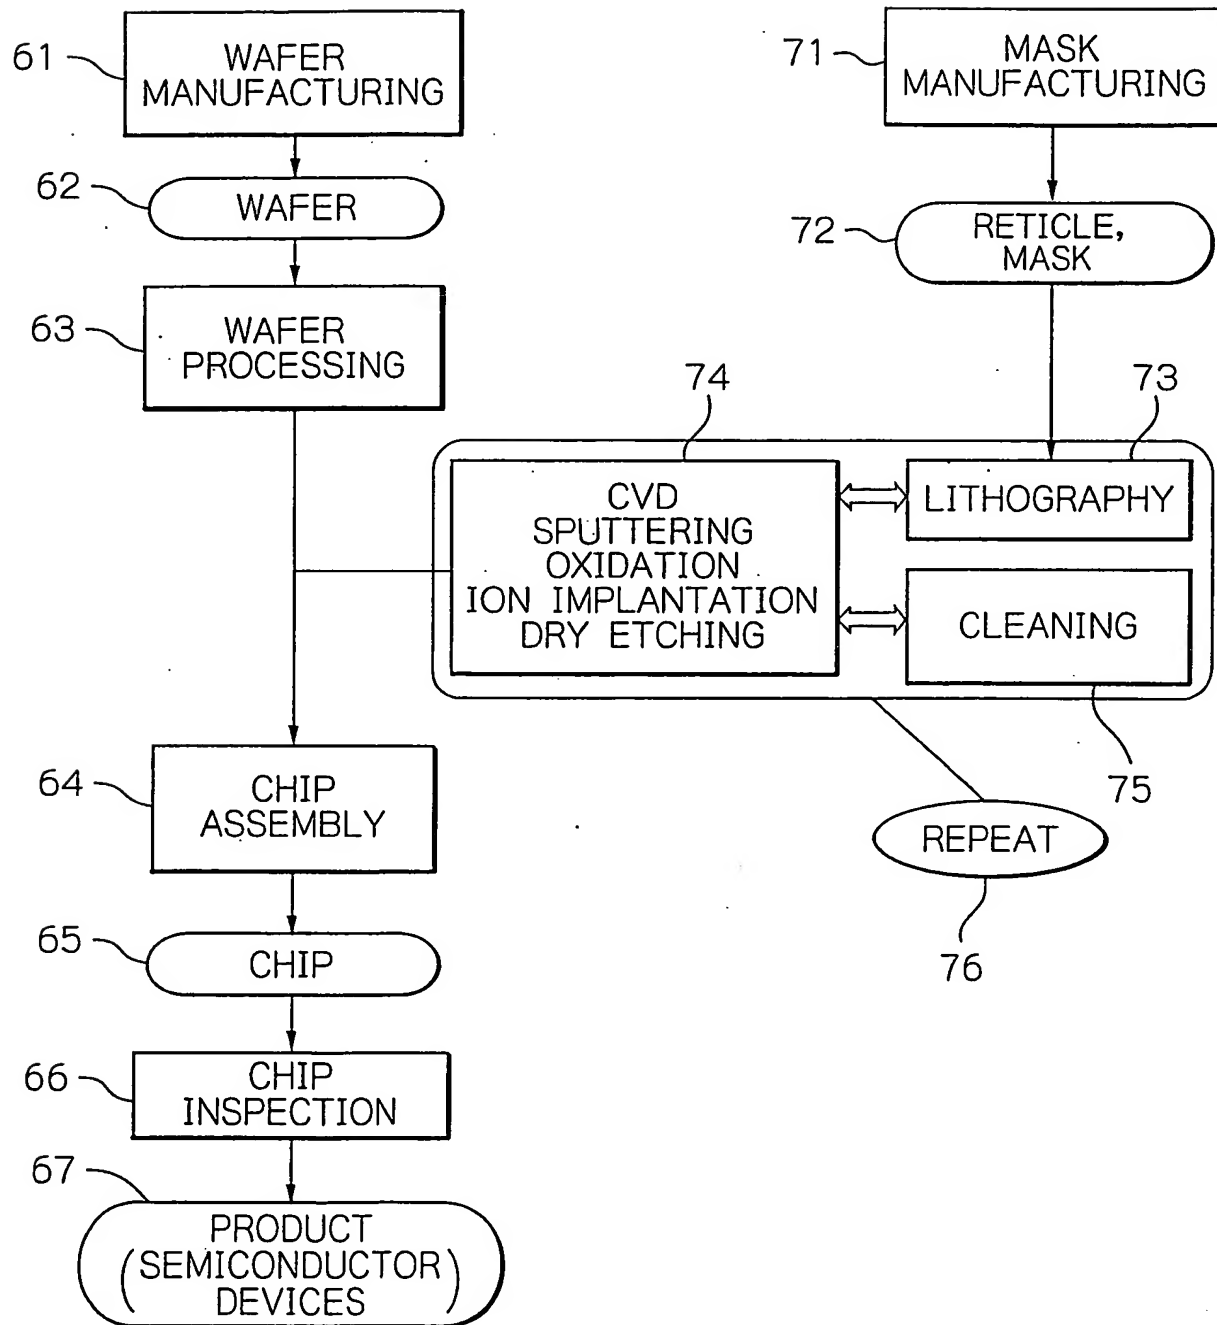 61
WAFER
MANUFACTURING
62
WAFER
63
WAFER
PROCESSING
71
MASK
MANUFACTURING
72
RETICLE,
MASK
74
73
CVD
SPUTTERING
OXIDATION
ION IMPLANTATION
DRY ETCHING
LITHOGRAPHY
CLEANING
75
REPEAT
76
64
CHIP
ASSEMBLY
65
CHIP
66
CHIP
INSPECTION
67
PRODUCT
(SEMICONDUCTOR)
DEVICES